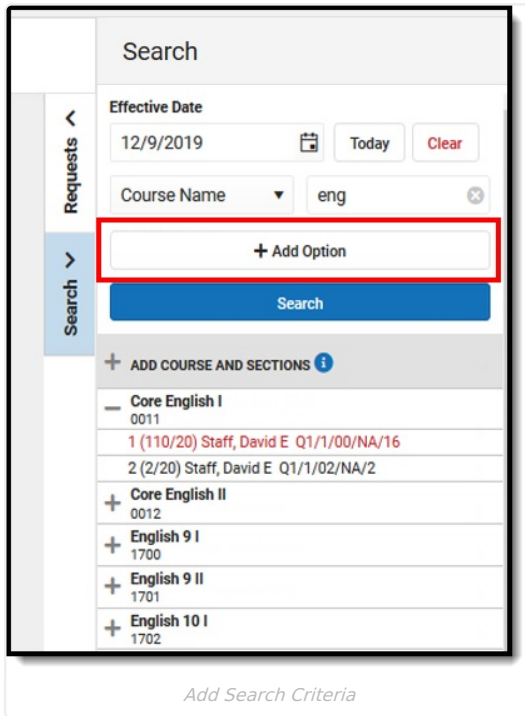 Search
Effective Date
12/9/2019
Today
Clear
Course Name
eng
Requests
Search
+ Add Option
Search
+ ADD COURSE AND SECTIONS i
Core English I
0011
1 (110/20) Staff, David E Q1/1/00/NA/16
2 (2/20) Staff, David E Q1/1/02/NA/2
Core English II
0012
English 9 I
1700
English 9 II
1701
English 10 I
1702
Add Search Criteria